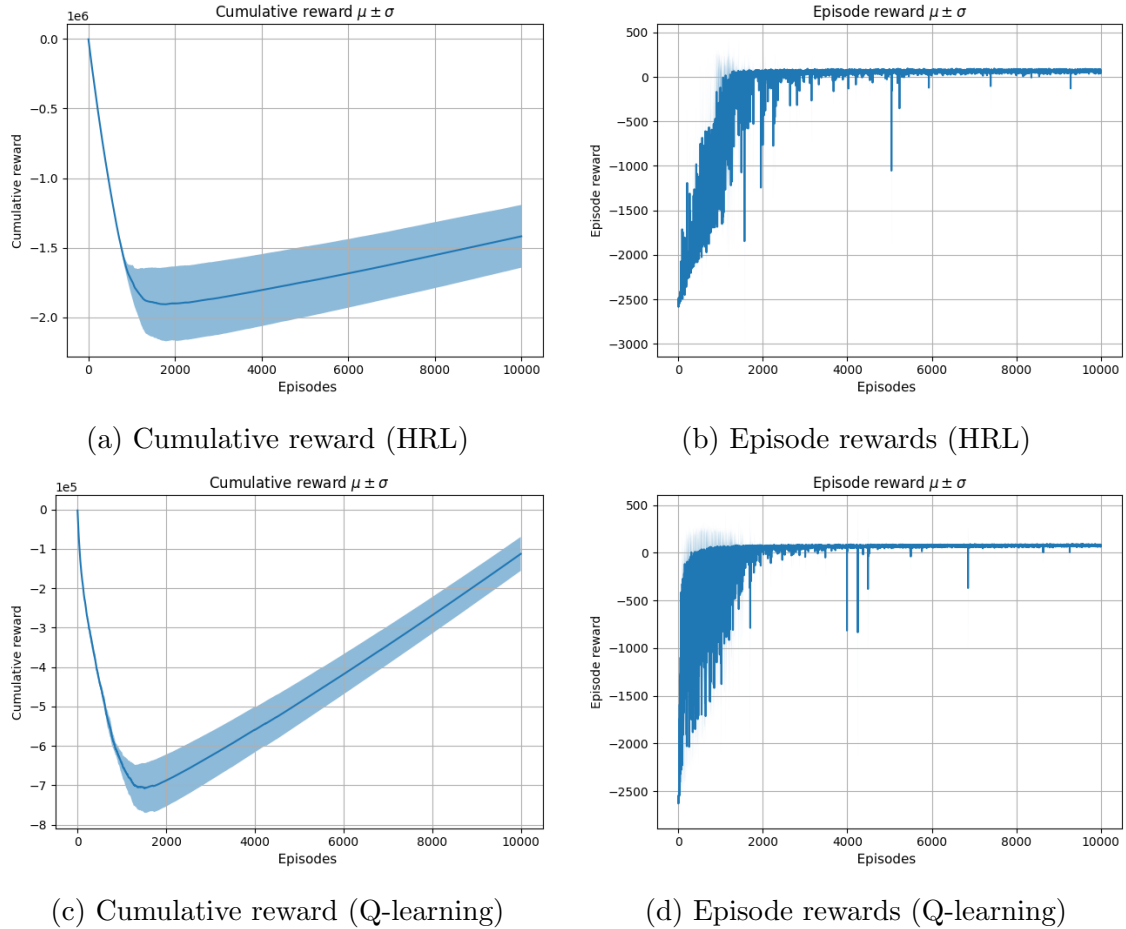 Cumulative reward μ ± σ
1e6
0.0
−0.5
−1.0
−1.5
−2.0
Cumulative reward
0 2000 4000 6000 8000 10000
Episodes
(a) Cumulative reward (HRL)
Episode reward μ ± σ
500
0
−500
−1000
−1500
−2000
−2500
−3000
Episode reward
0 2000 4000 6000 8000 10000
Episodes
(b) Episode rewards (HRL)
Cumulative reward μ ± σ
1e5
0
−1
−2
−3
−4
−5
−6
−7
−8
Cumulative reward
0 2000 4000 6000 8000 10000
Episodes
(c) Cumulative reward (Q-learning)
Episode reward μ ± σ
500
0
−500
−1000
−1500
−2000
−2500
Episode reward
0 2000 4000 6000 8000 10000
Episodes
(d) Episode rewards (Q-learning)